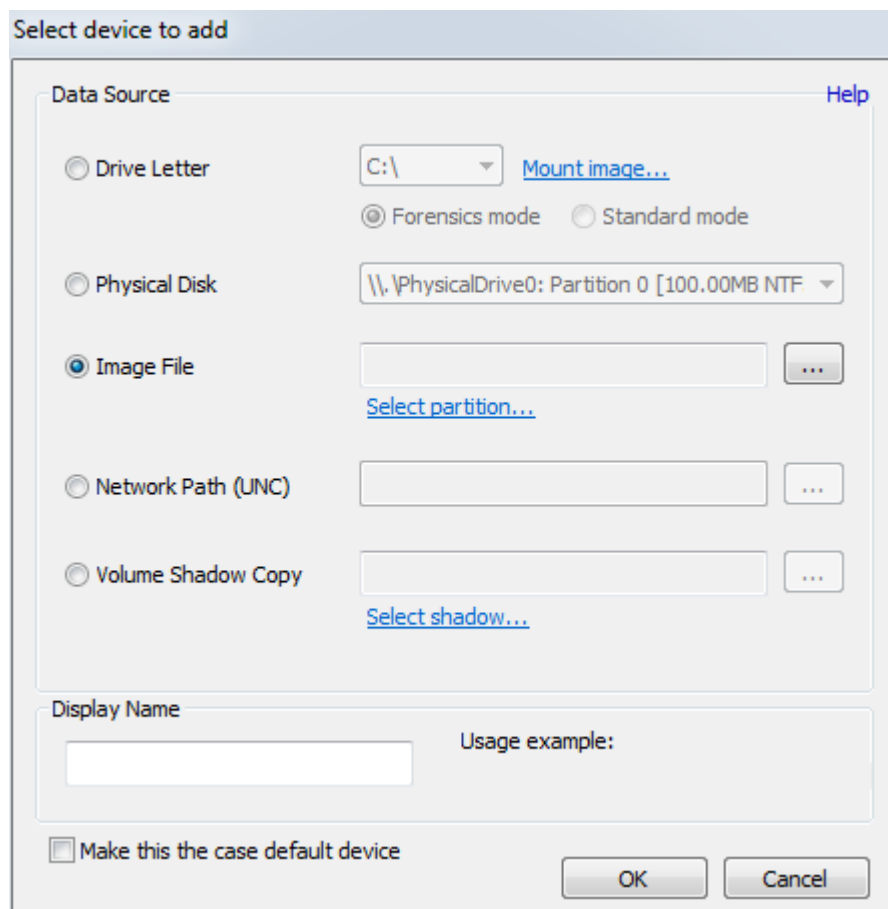 Select device to add
Data Source Help
Drive Letter C:\ Mount image...
Forensics mode Standard mode
Physical Disk \\.\PhysicalDrive0: Partition 0 [100.00MB NTF
Image File ...
Select partition...
Network Path (UNC) ...
Volume Shadow Copy ...
Select shadow...
Display Name
Usage example:
Make this the case default device
OK Cancel